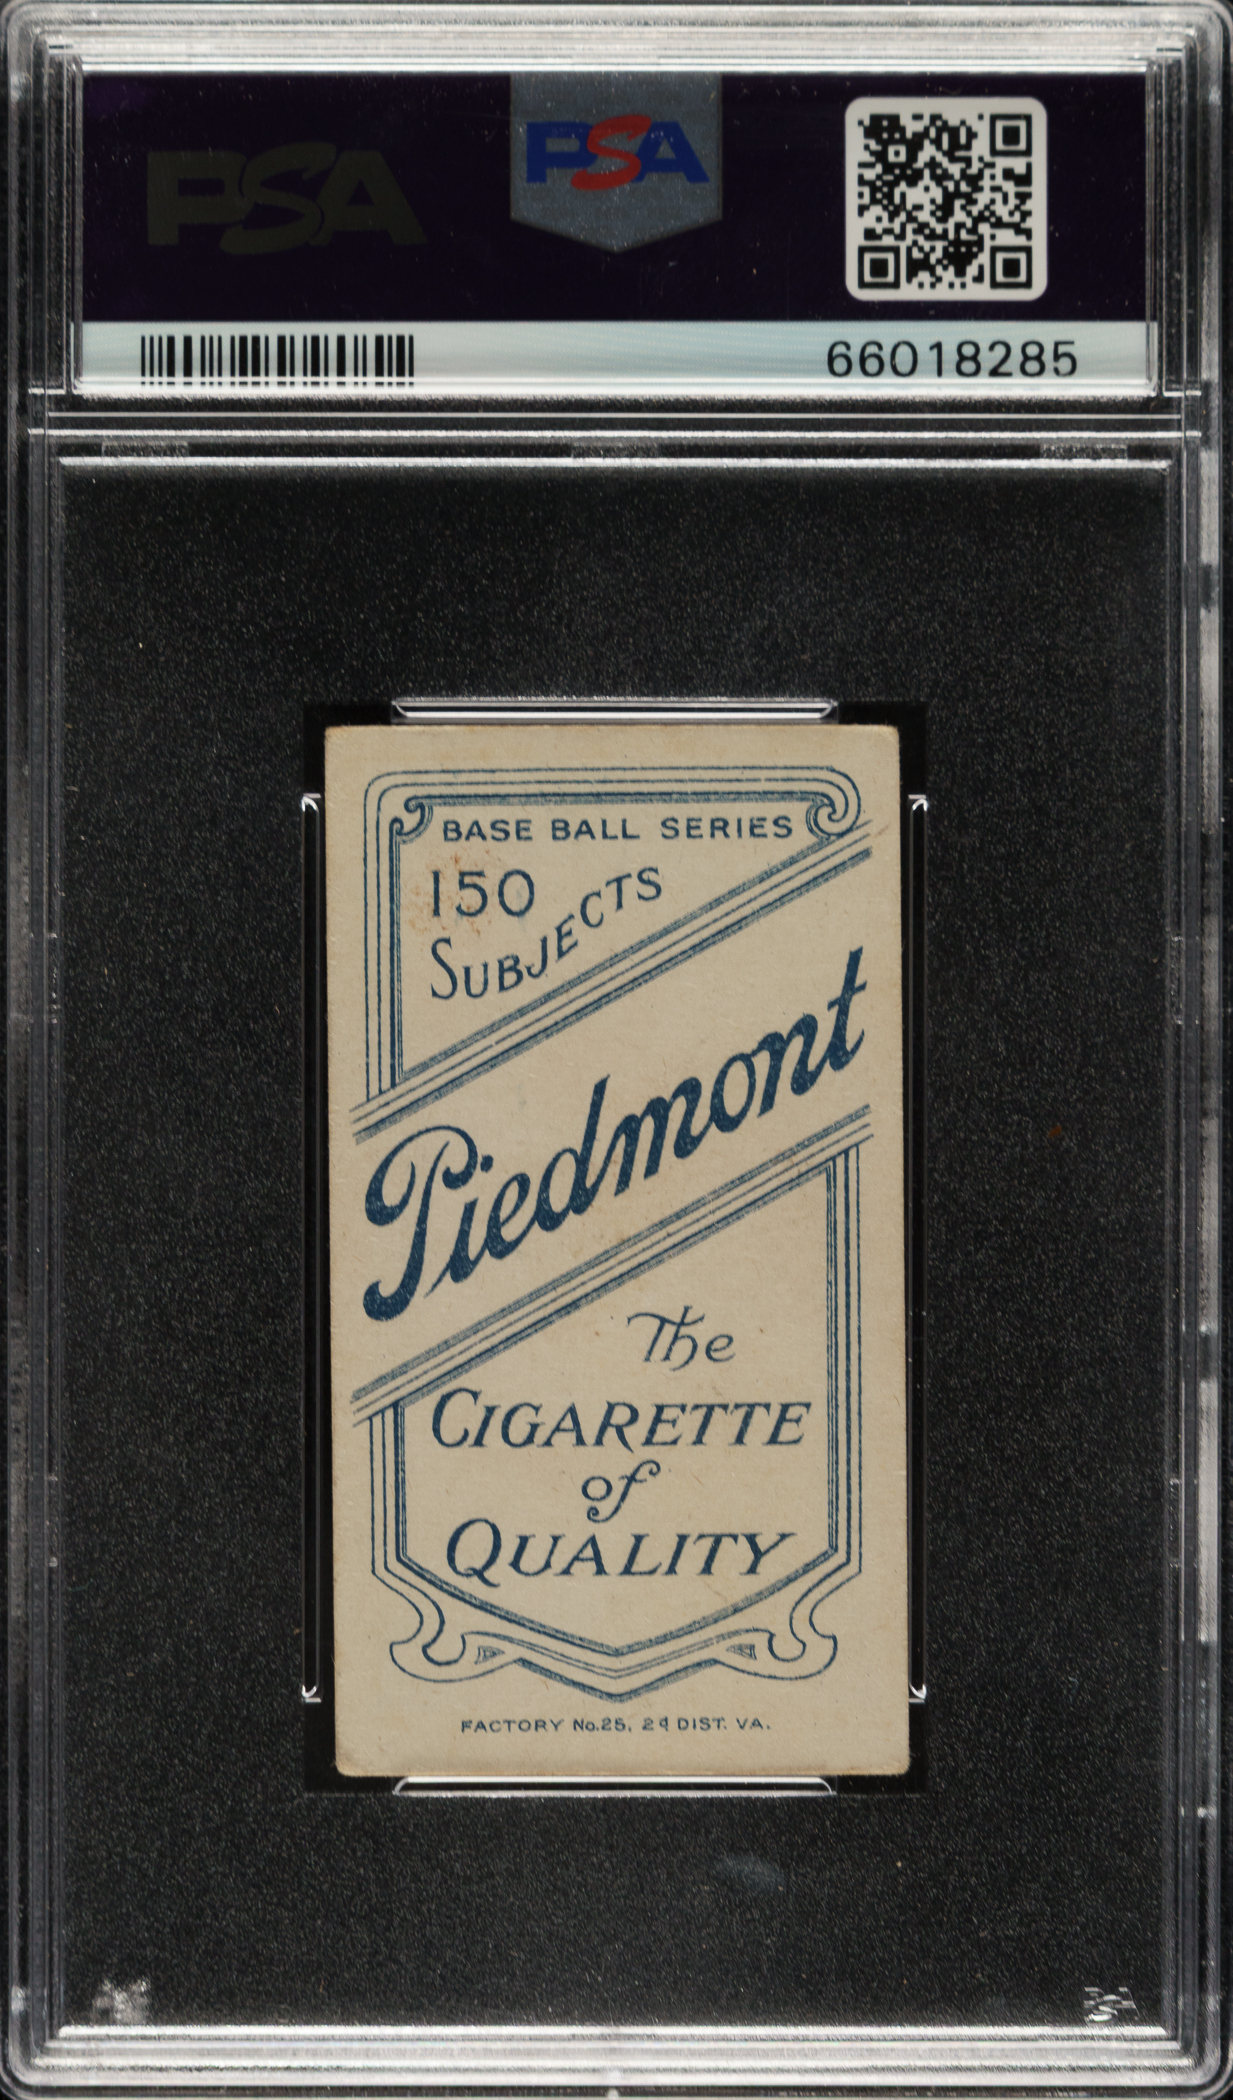 PSA
PSA
66018285
BASE BALL SERIES
150
SUBJECTS
Piedmont
The
CIGARETTE
of
QUALITY
FACTORY No.25, 2d DIST. VA.